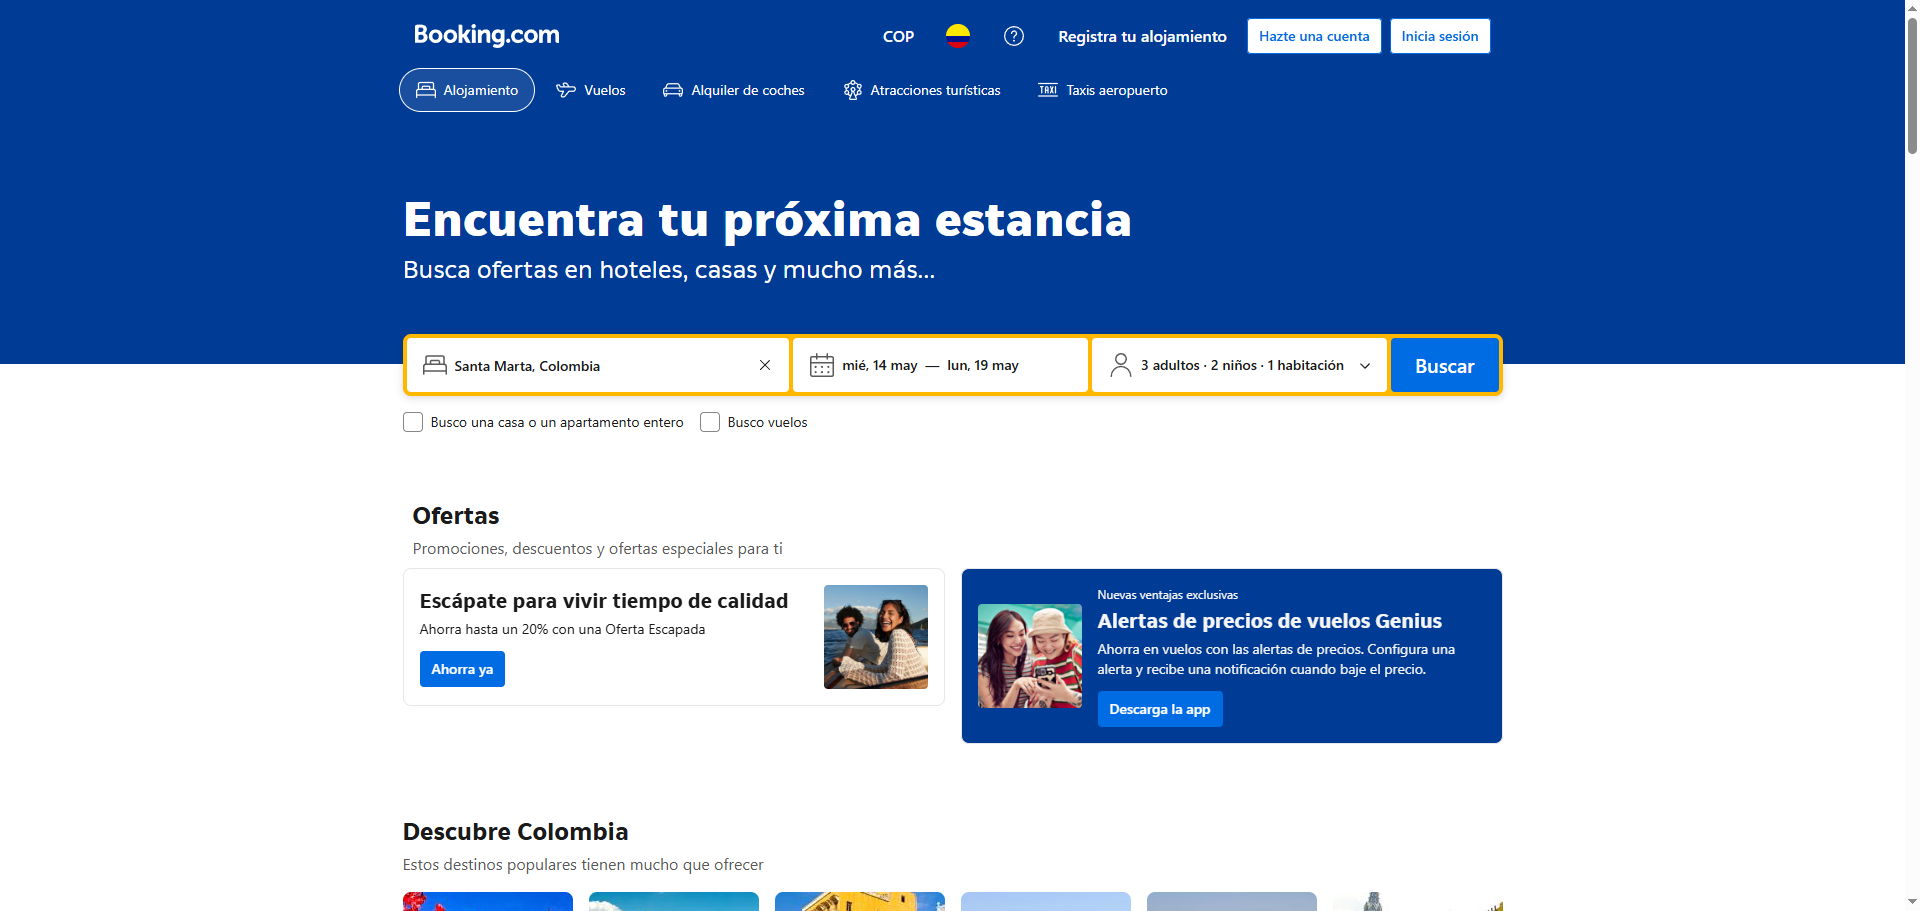 Booking.com
COP
Registra tu alojamiento
Hazte una cuenta
Inicia sesión
Alojamiento
Vuelos
Alquiler de coches
Atracciones turísticas
TAXI
Taxis aeropuerto
Encuentra tu próxima estancia
Busca ofertas en hoteles, casas y mucho más...
Santa Marta, Colombia
mié, 14 may — lun, 19 may
3 adultos · 2 niños · 1 habitación
Buscar
Busco una casa o un apartamento entero
Busco vuelos
Ofertas
Promociones, descuentos y ofertas especiales para ti
Escápate para vivir tiempo de calidad
Ahorra hasta un 20% con una Oferta Escapada
Ahorra ya
Nuevas ventajas exclusivas
Alertas de precios de vuelos Genius
Ahorra en vuelos con las alertas de precios. Configura una
alerta y recibe una notificación cuando baje el precio.
Descarga la app
Descubre Colombia
Estos destinos populares tienen mucho que ofrecer